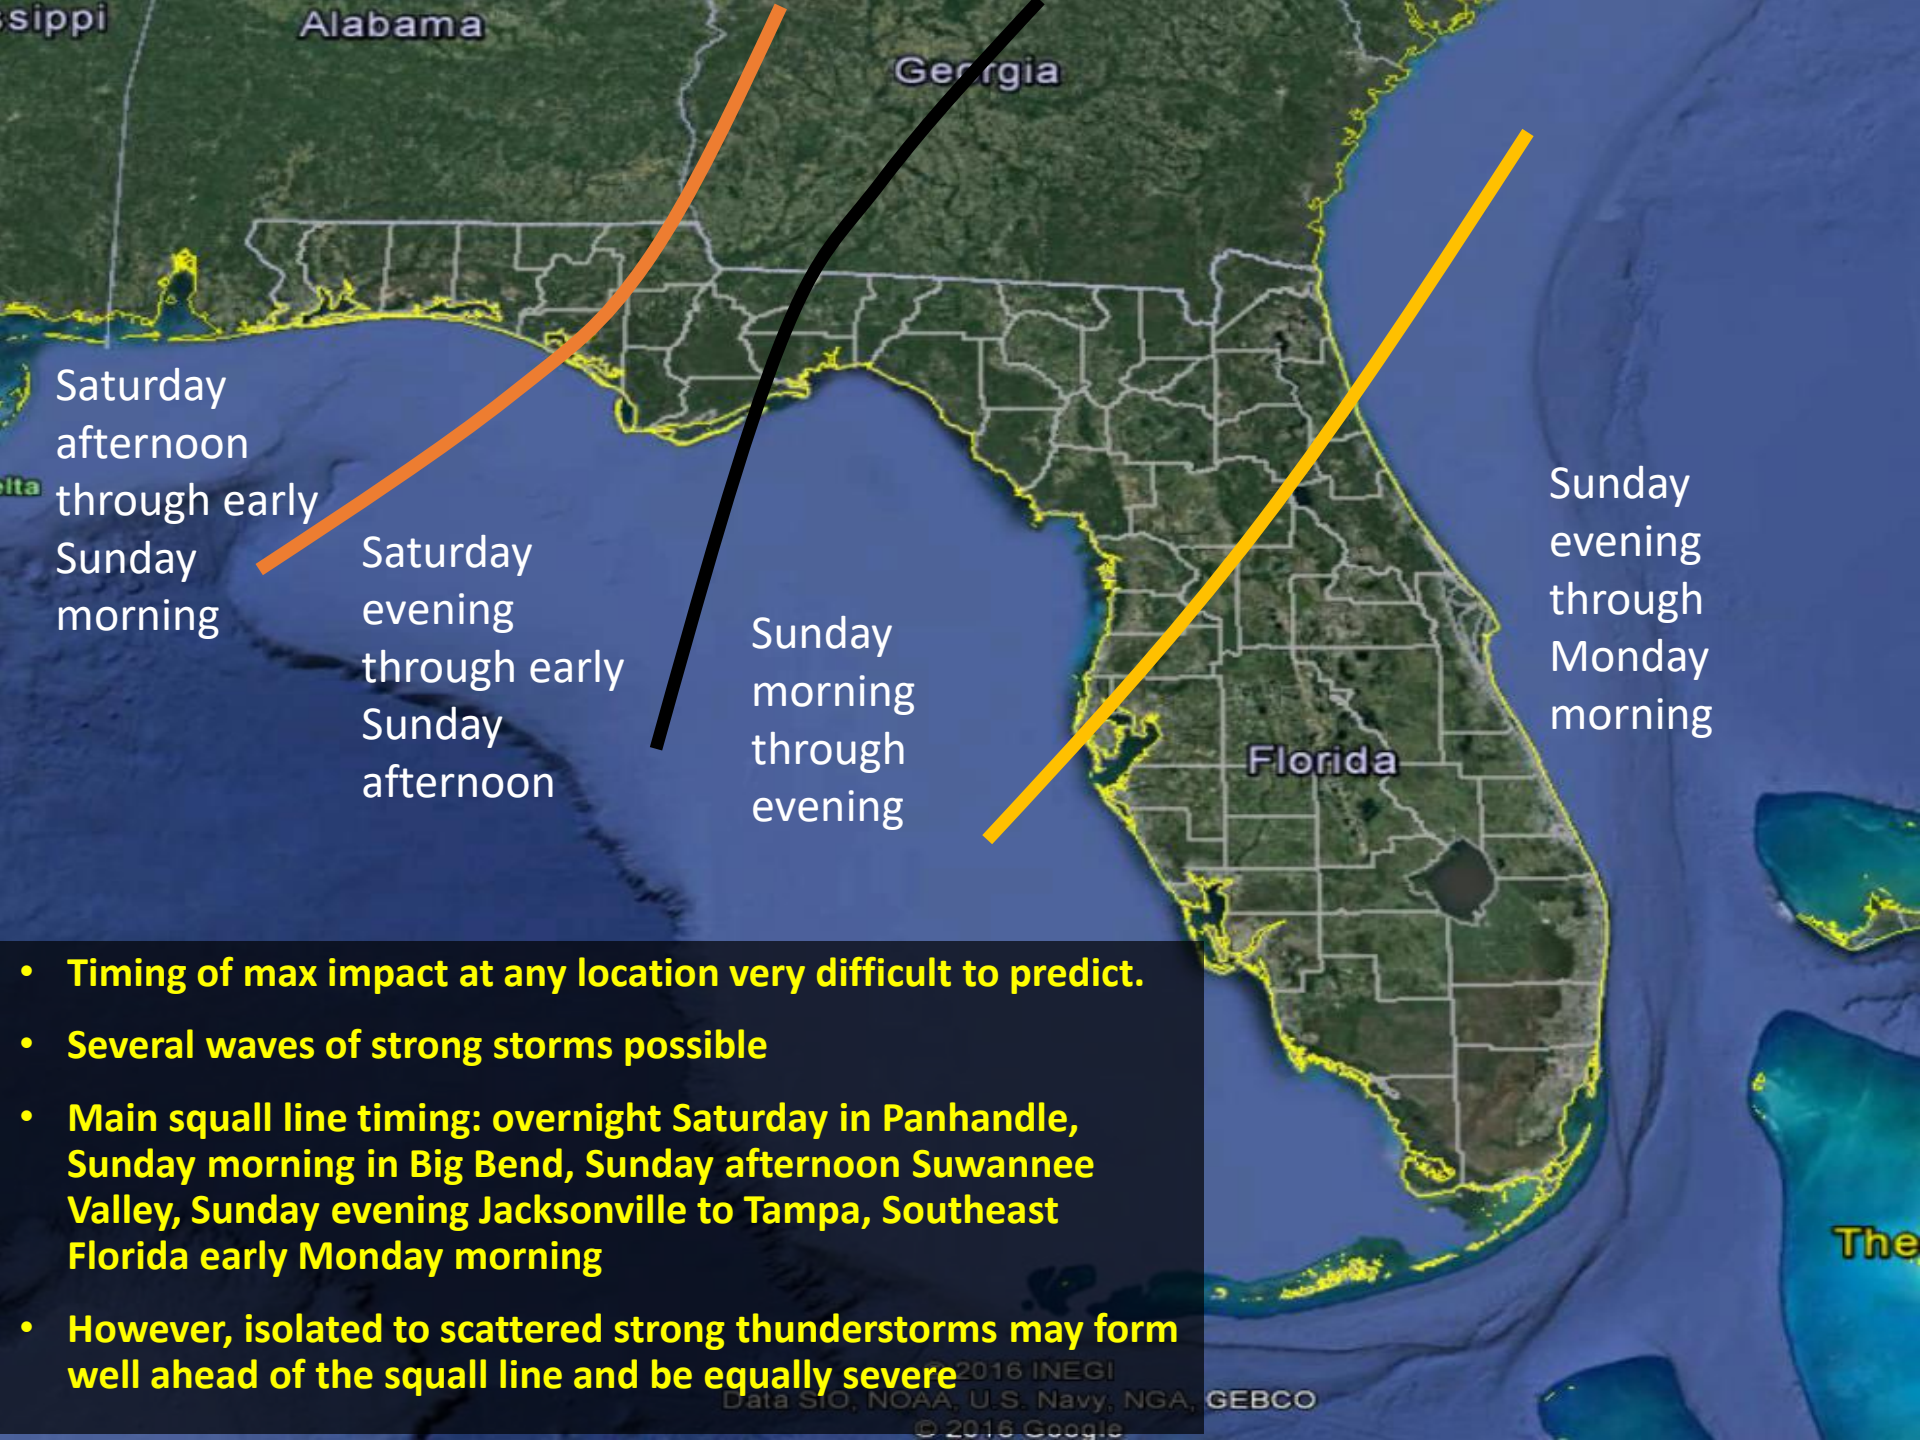 ssippi
Alabama
Georgia
Saturday
afternoon
through early
Sunday
morning
elta
Saturday
evening
through early
Sunday
afternoon
Sunday
morning
through
evening
Sunday
evening
through
Monday
morning
Florida
• Timing of max impact at any location very difficult to predict.
• Several waves of strong storms possible
• Main squall line timing: overnight Saturday in Panhandle,
Sunday morning in Big Bend, Sunday afternoon Suwannee
Valley, Sunday evening Jacksonville to Tampa, Southeast
Florida early Monday morning
• However, isolated to scattered strong thunderstorms may form
well ahead of the squall line and be equally severe
The
© 2016 INEGI
Data SIO, NOAA, U.S. Navy, NGA, GEBCO
© 2016 Google